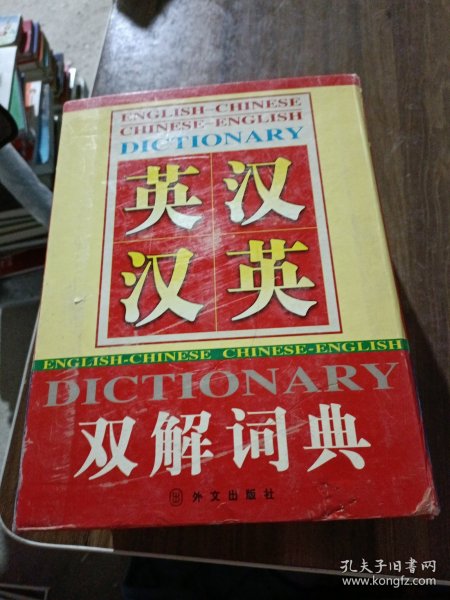 ENGLISH-CHINESE
CHINESE-ENGLISH
DICTIONARY
英汉
汉英
ENGLISH-CHINESE CHINESE-ENGLISH
DICTIONARY
双解词典
外文出版社
孔夫子旧书网
www.kongfz.com